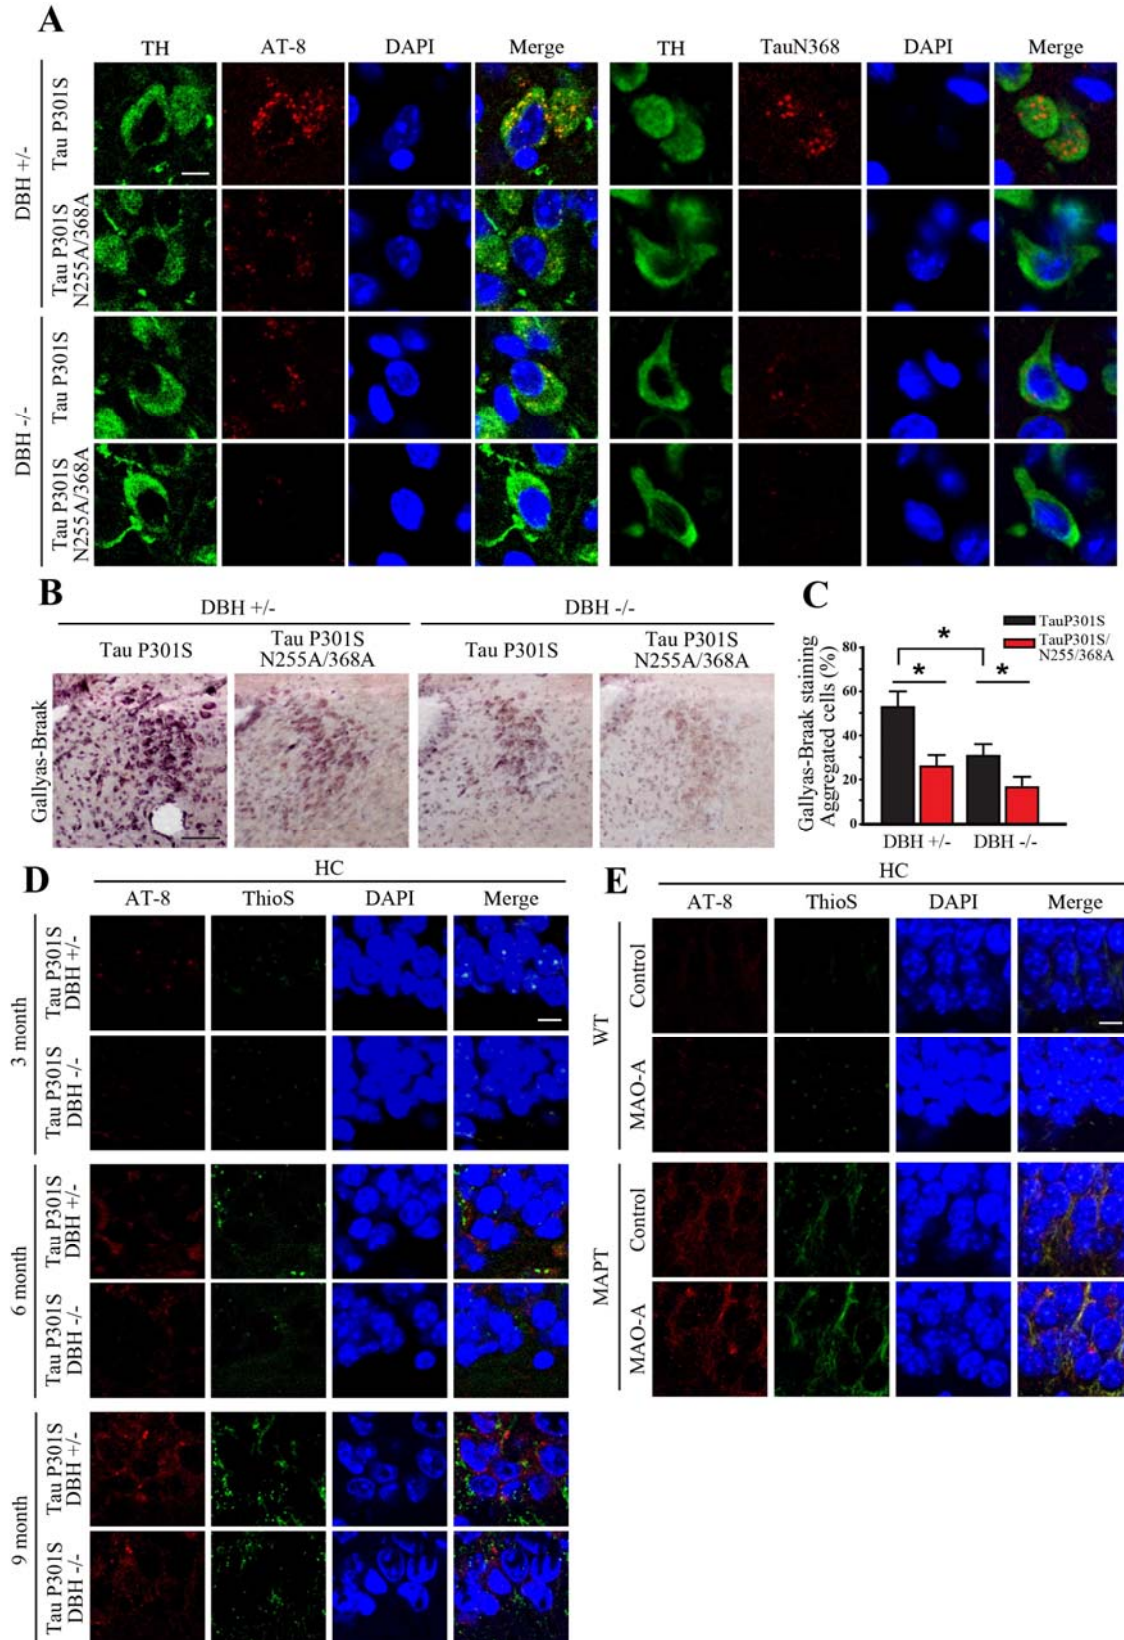 A
TH AT-8 DAPI Merge TH TauN368 DAPI Merge
DBH +/-
Tau P301S
Tau P301S
N255A/368A
DBH -/-
Tau P301S
Tau P301S
N255A/368A
B
DBH +/- DBH -/-
Tau P301S Tau P301S
N255A/368A Tau P301S Tau P301S
N255A/368A
Gallyas-Braak
C
TauP301S
TauP301S/
N255/368A
Gallyas-Braak staining
Aggregated cells (%)
80
60
40
20
0
* * *
DBH +/- DBH -/-
D
HC
AT-8 ThioS DAPI Merge
3 month
Tau P301S
DBH +/-
Tau P301S
DBH -/-
6 month
Tau P301S
DBH +/-
Tau P301S
DBH -/-
9 month
Tau P301S
DBH +/-
Tau P301S
DBH -/-
E
HC
AT-8 ThioS DAPI Merge
WT
Control
MAO-A
MAPT
Control
MAO-A